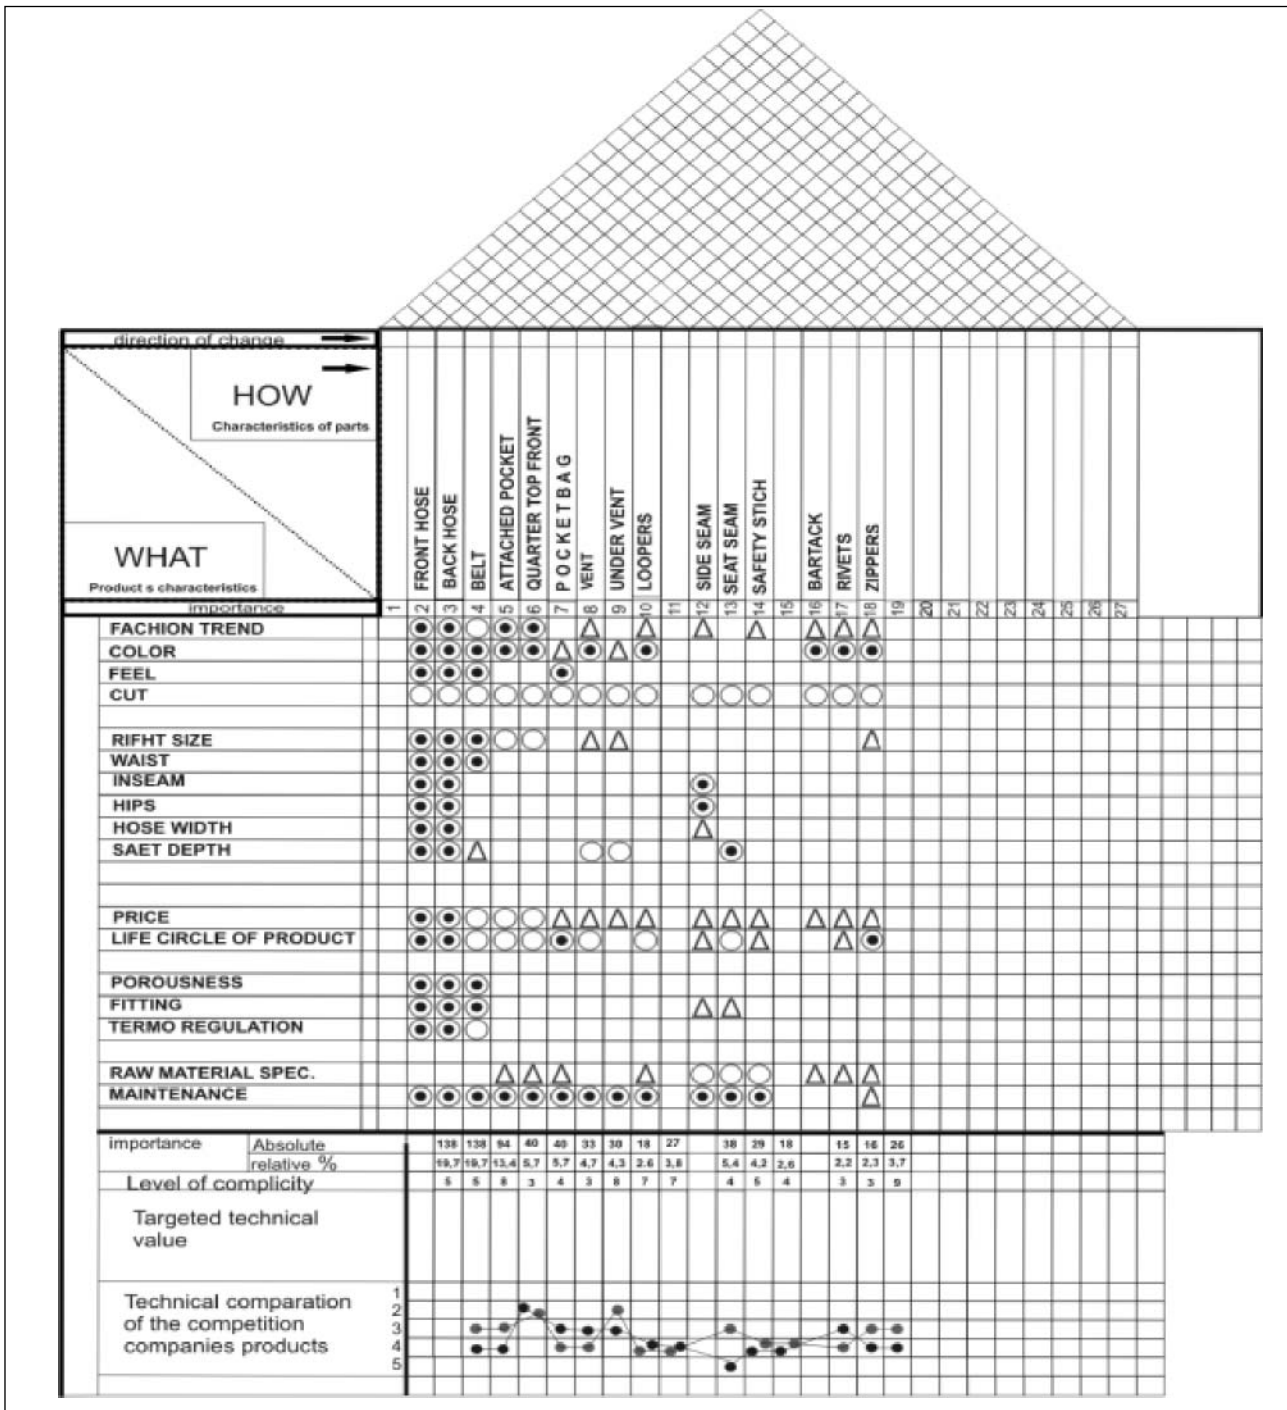 direction of change
HOW
Characteristics of parts
WHAT
Product s characteristics
importance
FRONT HOSE
BACK HOSE
BELT
ATTACHED POCKET
QUARTER TOP FRONT
P O C K E T B A G
VENT
UNDER VENT
LOOPERS
SIDE SEAM
SEAT SEAM
SAFETY STICH
BARTACK
RIVETS
ZIPPERS
1 2 3 4 5 6 7 8 9 10 11 12 13 14 15 16 17 18 19 20 21 22 23 24 25 26 27
FACHION TREND
COLOR
FEEL
CUT
RIFHT SIZE
WAIST
INSEAM
HIPS
HOSE WIDTH
SAET DEPTH
PRICE
LIFE CIRCLE OF PRODUCT
POROUSNESS
FITTING
TERMO REGULATION
RAW MATERIAL SPEC.
MAINTENANCE
importance Absolute 138 138 94 40 40 33 30 18 27 38 29 18 15 16 26
relative % 19,7 19,7 13,4 5,7 5,7 4,7 4,3 2.6 3,8 5,4 4,2 2,6 2,2 2,3 3,7
Level of complicity 5 5 8 3 4 3 8 7 7 4 5 4 3 3 9
Targeted technical
value
Technical comparation
of the competition
companies products
1
2
3
4
5